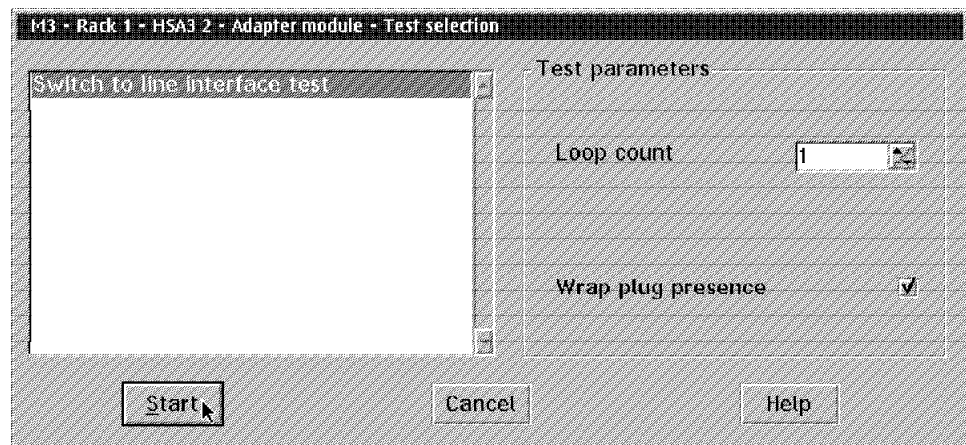 M3 - Rack 1 - HSA3 2 - Adapter module - Test selection
Switch to line interface test
Test parameters
Loop count
1
Wrap plug presence
Start
Cancel
Help